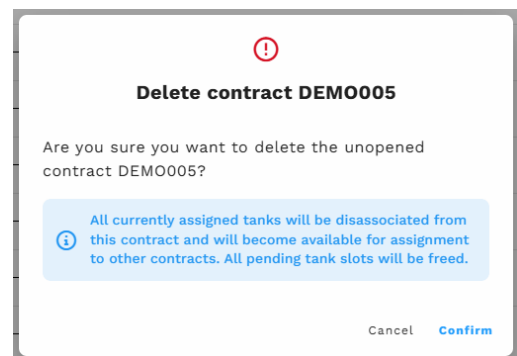 Delete contract DEMO005
Are you sure you want to delete the unopened
contract DEMO005?
All currently assigned tanks will be disassociated from
this contract and will become available for assignment
to other contracts. All pending tank slots will be freed.
Cancel Confirm